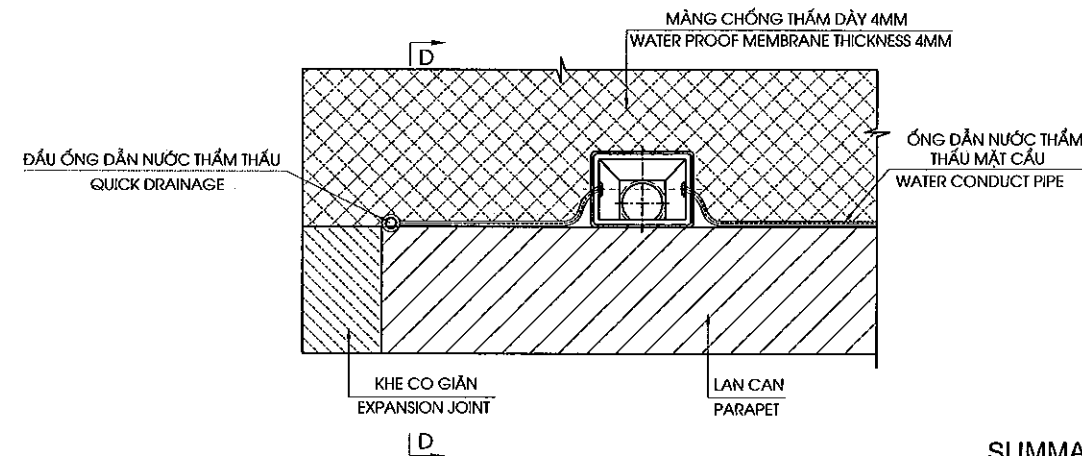 MÀNG CHỐNG THẤM DÀY 4MM
WATER PROOF MEMBRANE THICKNESS 4MM
D
ĐẦU ỐNG DẪN NƯỚC THẨM THẤU
QUICK DRAINAGE
ỐNG DẪN NƯỚC THẨM
THẤU MẶT CẦU
WATER CONDUCT PIPE
KHE CO GIÃN
EXPANSION JOINT
LAN CAN
PARAPET
D
SUMMA